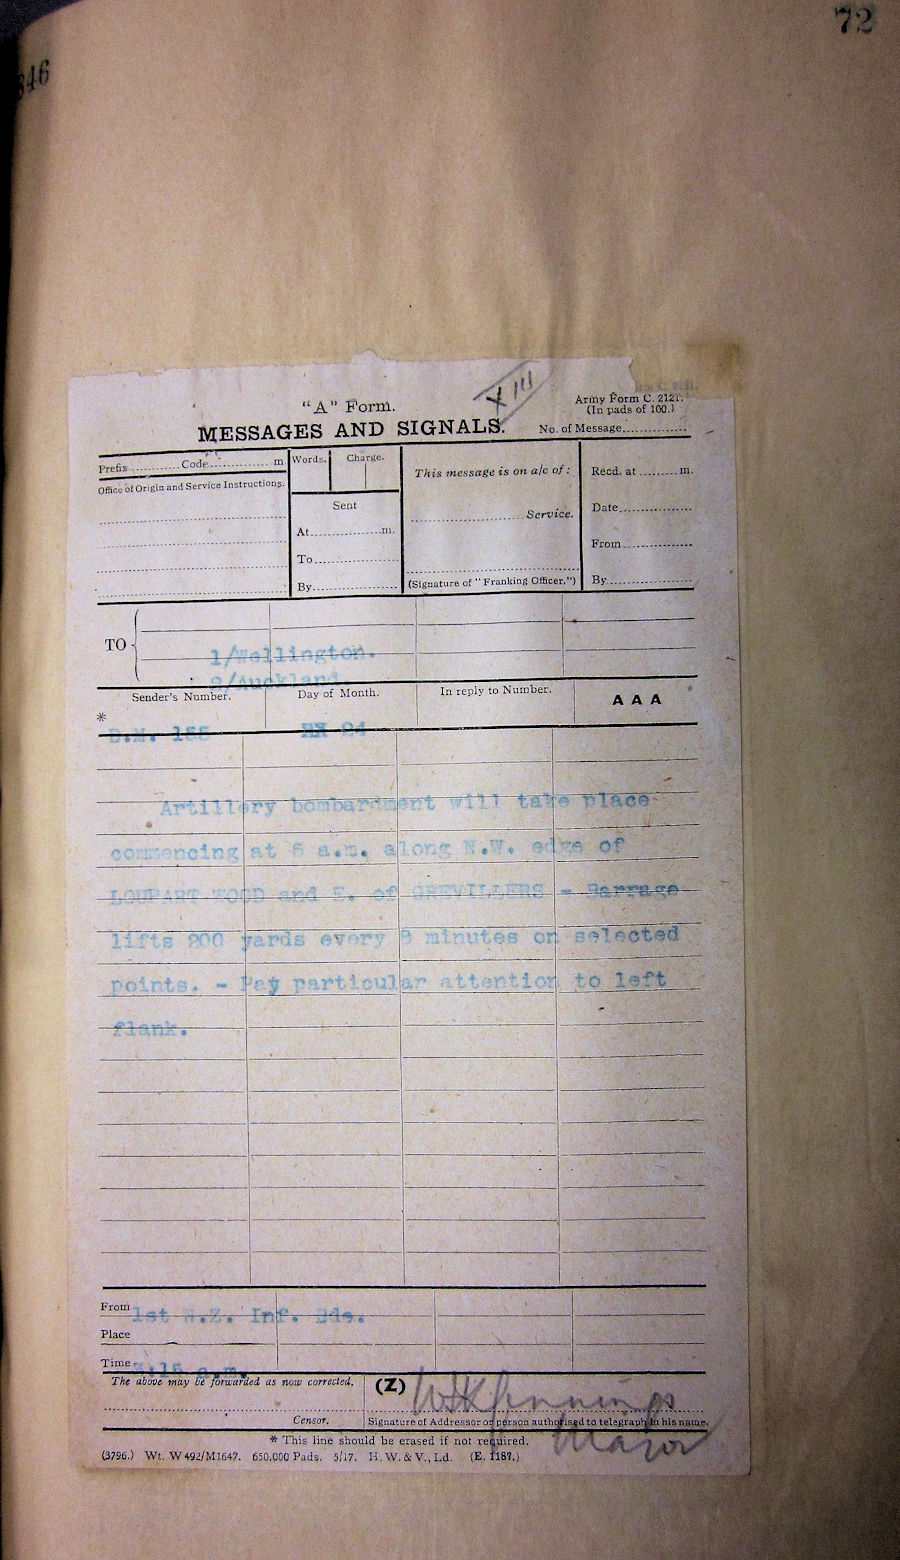 72
346
XIII
"A" Form.
Army Form C. 2121.
(In pads of 100.)
MESSAGES AND SIGNALS.
No. of Message
Prefix Code m
Words.
Charge.
This message is on a/c of:
Recd. at m.
Office of Origin and Service Instructions.
Sent
Service.
Date
At m.
From
To
By
(Signature of "Franking Officer.")
By
TO
1/Wellington.
2/Auckland.
Sender's Number.
Day of Month.
In reply to Number.
AAA
*
B.M. 24
Artillery bombardment will take place
commencing at a.m. along N.W. edge of
LOUPART WOOD and E. of GREVILLERS - Barrage
lifts 200 yards every minutes on selected
points. - Pay particular attention to left
flank.
From 1st N.Z. Inf. Bde.
Place
Time 3:15 a.m.
The above may be forwarded as now corrected.
(Z) Jennings
Censor.
Signature of Addressor or person authorised to telegraph in his name.
Major
* This line should be erased if not required.
(3796.) Wt. W 492/M1647. 650,000 Pads. 5/17. H. W. & V., Ld. (E. 1187.)